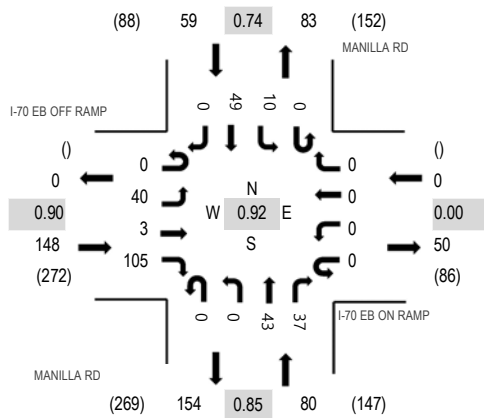 (88) 59 0.74 83 (152)
MANILLA RD
I-70 EB OFF RAMP
0 49 10 0
() 0 0 ()
0 40 0 0
0.90 3 W N 0.92 S E 0 0.00
148 105 0 50
(272) (86)
0 0 43 37
I-70 EB ON RAMP
MANILLA RD
(269) 154 0.85 80 (147)